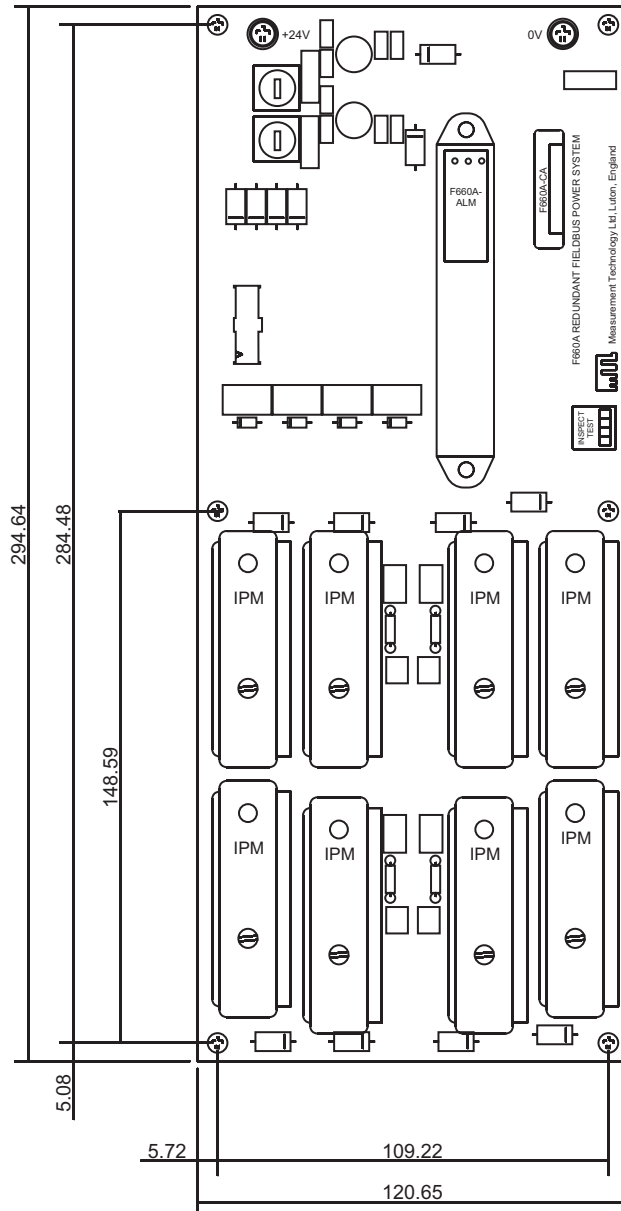 +24V
0V
F660A-
ALM
F660A-CA
F660A REDUNDANT FIELDBUS POWER SYSTEM
Measurement Technology Ltd, Luton, England
INSPECT
TEST
294.64
284.48
148.59
IPM
IPM
IPM
IPM
IPM
IPM
IPM
IPM
5.08
5.72
109.22
120.65